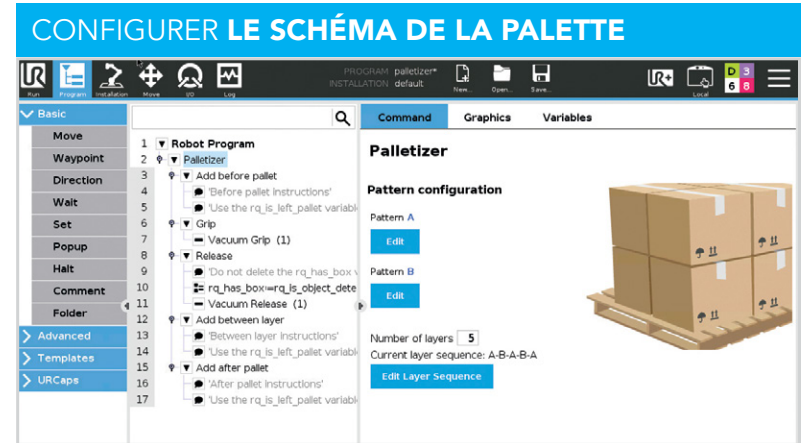 CONFIGURER LE SCHÉMA DE LA PALETTE
PROGRAM palletizer*
INSTALLATION default
Run Program Installation Move I/O Log
New... Open... Save...
UR+
Local
D 3
6 8
Basic
Move
Waypoint
Direction
Wait
Set
Popup
Halt
Comment
Folder
Advanced
Templates
URCaps
1 Robot Program
2 Palletizer
3 Add before pallet
4 'Before pallet instructions'
5 'Use the rq_is_left_pallet variabl
6 Grip
7 Vacuum Grip (1)
8 Release
9 'Do not delete the rq_has_box v
10 rq_has_box:=rq_is_object_dete
11 Vacuum Release (1)
12 Add between layer
13 'Between layer instructions'
14 'Use the rq_is_left_pallet variabl
15 Add after pallet
16 'After pallet instructions'
17 'Use the rq_is_left_pallet variabl
Command Graphics Variables
Palletizer
Pattern configuration
Pattern A
Edit
Pattern B
Edit
Number of layers 5
Current layer sequence: A-B-A-B-A
Edit Layer Sequence